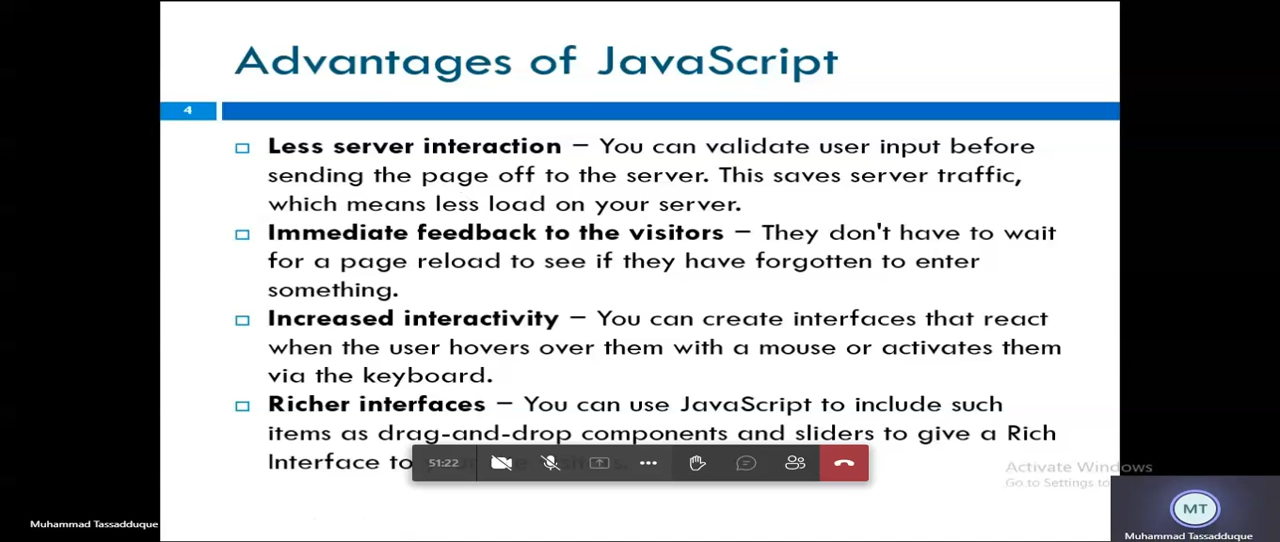 Advantages of JavaScript
4
Less server interaction – You can validate user input before
sending the page off to the server. This saves server traffic,
which means less load on your server.
Immediate feedback to the visitors – They don't have to wait
for a page reload to see if they have forgotten to enter
something.
Increased interactivity – You can create interfaces that react
when the user hovers over them with a mouse or activates them
via the keyboard.
Richer interfaces – You can use JavaScript to include such
items as drag-and-drop components and sliders to give a Rich
Interface to
51:22
Activate Windows
Go to Settings to
MT
Muhammad Tassadduque
Muhammad Tassadduque